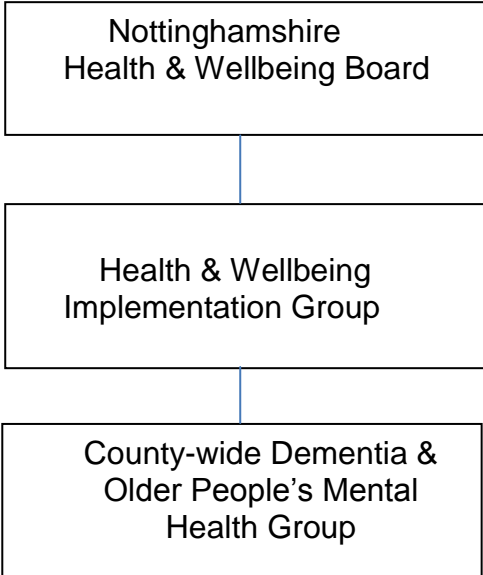 Nottinghamshire
Health & Wellbeing Board
Health & Wellbeing
Implementation Group
County-wide Dementia &
Older People’s Mental
Health Group